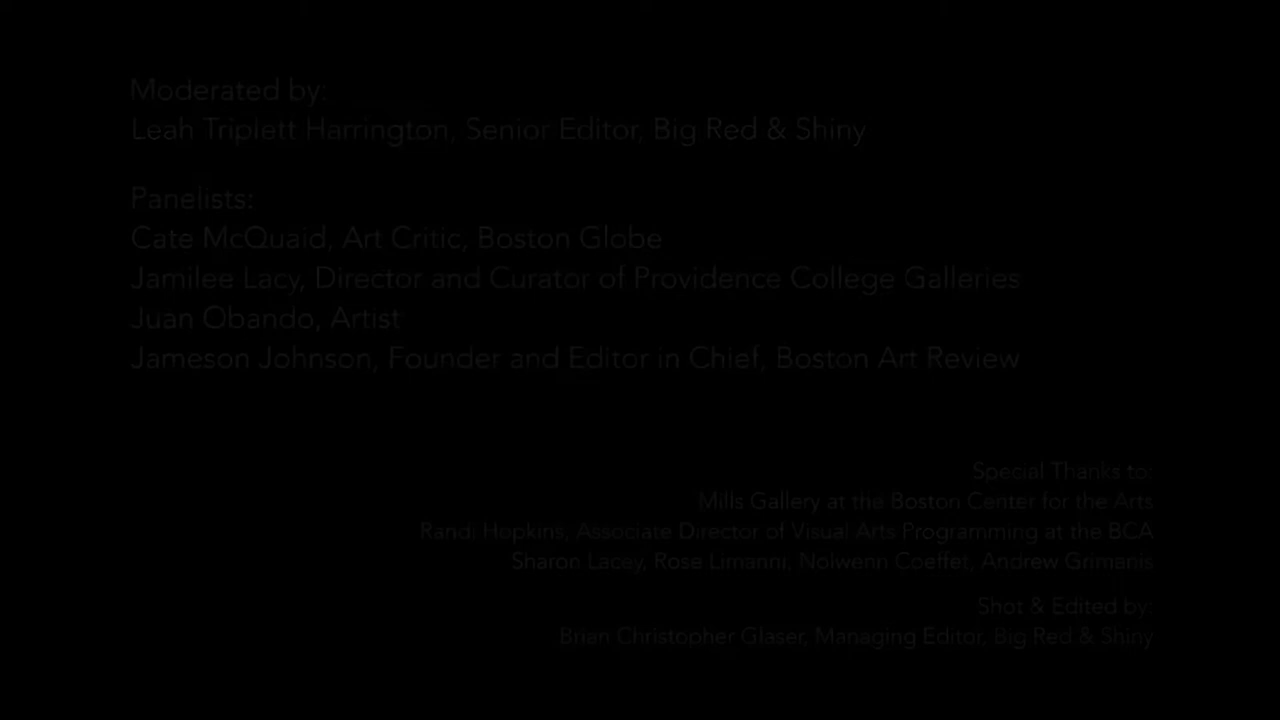 Moderated by:
Leah Triplett Harrington, Senior Editor, Big Red & Shiny
Panelists:
Cate McQuaid, Art Critic, Boston Globe
Jamilee Lacy, Director and Curator of Providence College Galleries
Juan Obando, Artist
Jameson Johnson, Founder and Editor in Chief, Boston Art Review
Special Thanks to:
Mills Gallery at the Boston Center for the Arts
Randi Hopkins, Associate Director of Visual Arts Programming at the BCA
Sharon Lacey, Rose Limanni, Nolwenn Coeffet, Andrew Grimanis
Shot & Edited by:
Brian Christopher Glaser, Managing Editor, Big Red & Shiny